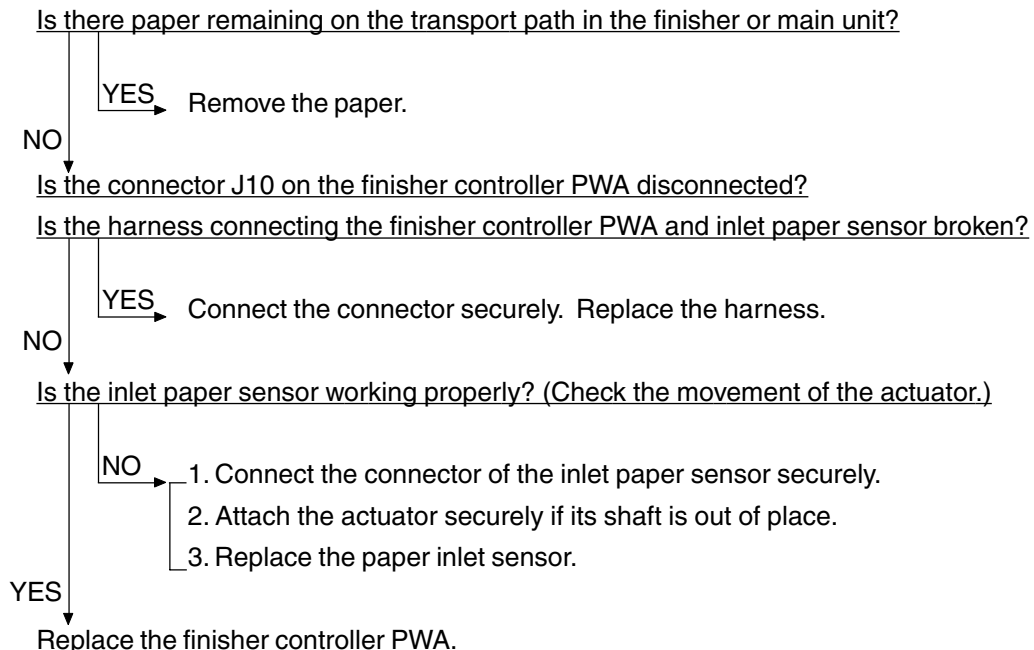 Is there paper remaining on the transport path in the finisher or main unit?
YES Remove the paper.
NO
Is the connector J10 on the finisher controller PWA disconnected?
Is the harness connecting the finisher controller PWA and inlet paper sensor broken?
YES Connect the connector securely. Replace the harness.
NO
Is the inlet paper sensor working properly? (Check the movement of the actuator.)
NO 1. Connect the connector of the inlet paper sensor securely.
2. Attach the actuator securely if its shaft is out of place.
3. Replace the paper inlet sensor.
YES
Replace the finisher controller PWA.